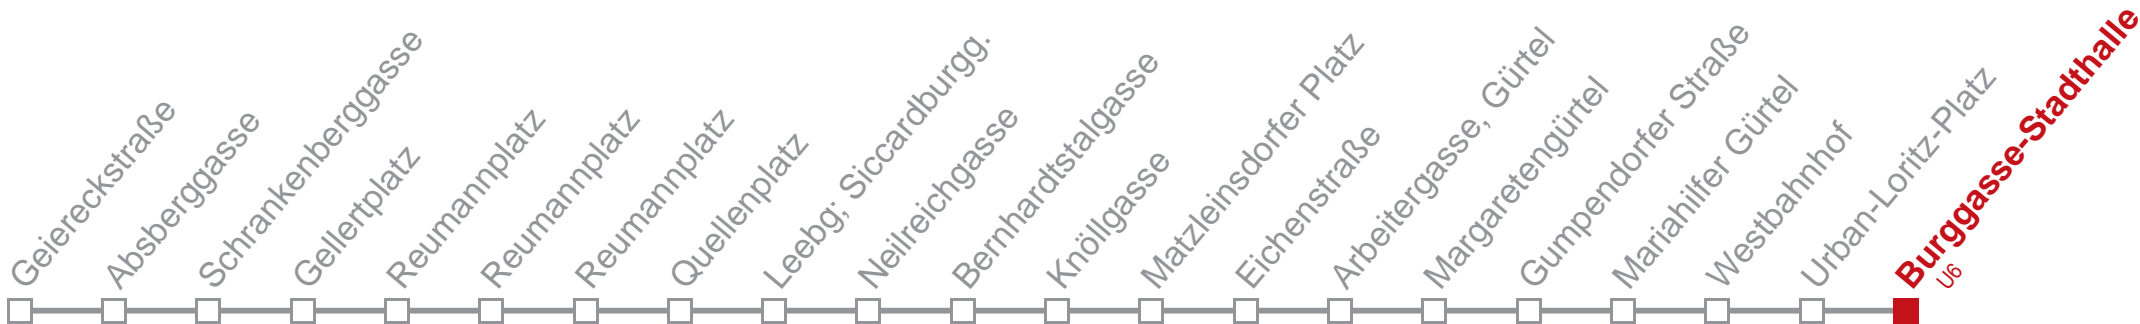 Geiereckstraße
Absberggasse
Schrankenberggasse
Gellertplatz
Reumannplatz
Reumannplatz
Reumannplatz
Quellenplatz
Leebg; Siccardburgg.
Neilreichgasse
Bernhardtstalgasse
Knöllgasse
Matzleinsdorfer Platz
Eichenstraße
Arbeitergasse, Gürtel
Margaretengürtel
Gumpendorfer Straße
Mariahilfer Gürtel
Westbahnhof
Urban-Loritz-Platz
Burggasse-Stadthalle
U6